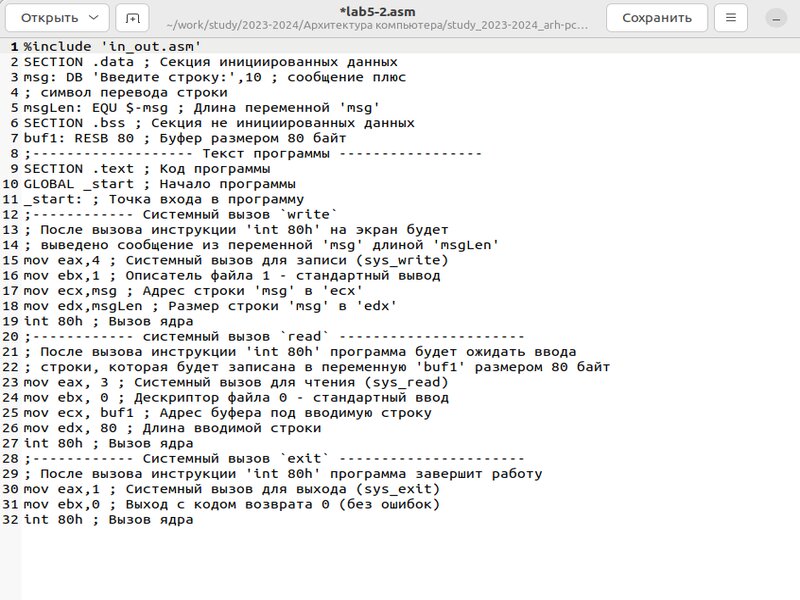 Открыть
*lab5-2.asm
~/work/study/2023-2024/Архитектура компьютера/study_2023-2024_arh-pc...
Сохранить
1 %include 'in_out.asm'
2 SECTION .data ; Секция инициированных данных
3 msg: DB 'Введите строку:',10 ; сообщение плюс
4 ; символ перевода строки
5 msgLen: EQU $-msg ; Длина переменной 'msg'
6 SECTION .bss ; Секция не инициированных данных
7 buf1: RESB 80 ; Буфер размером 80 байт
8 ;------------------- Текст программы -----------------
9 SECTION .text ; Код программы
10 GLOBAL _start ; Начало программы
11 _start: ; Точка входа в программу
12 ;------------ Системный вызов `write`
13 ; После вызова инструкции 'int 80h' на экран будет
14 ; выведено сообщение из переменной 'msg' длиной 'msgLen'
15 mov eax,4 ; Системный вызов для записи (sys_write)
16 mov ebx,1 ; Описатель файла 1 - стандартный вывод
17 mov ecx,msg ; Адрес строки 'msg' в 'ecx'
18 mov edx,msgLen ; Размер строки 'msg' в 'edx'
19 int 80h ; Вызов ядра
20 ;------------ системный вызов `read` ----------------------
21 ; После вызова инструкции 'int 80h' программа будет ожидать ввода
22 ; строки, которая будет записана в переменную 'buf1' размером 80 байт
23 mov eax, 3 ; Системный вызов для чтения (sys_read)
24 mov ebx, 0 ; Дескриптор файла 0 - стандартный ввод
25 mov ecx, buf1 ; Адрес буфера под вводимую строку
26 mov edx, 80 ; Длина вводимой строки
27 int 80h ; Вызов ядра
28 ;------------ Системный вызов `exit` ----------------------
29 ; После вызова инструкции 'int 80h' программа завершит работу
30 mov eax,1 ; Системный вызов для выхода (sys_exit)
31 mov ebx,0 ; Выход с кодом возврата 0 (без ошибок)
32 int 80h ; Вызов ядра